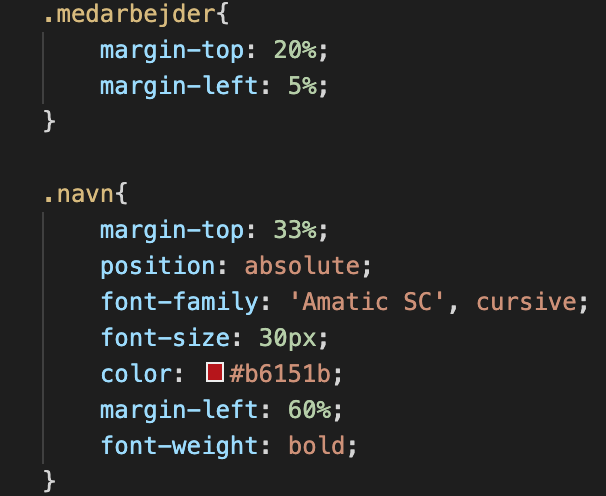 .medarbejder{
    margin-top: 20%;
    margin-left: 5%;
}

.navn{
    margin-top: 33%;
    position: absolute;
    font-family: 'Amatic SC', cursive;
    font-size: 30px;
    color: #b6151b;
    margin-left: 60%;
    font-weight: bold;
}